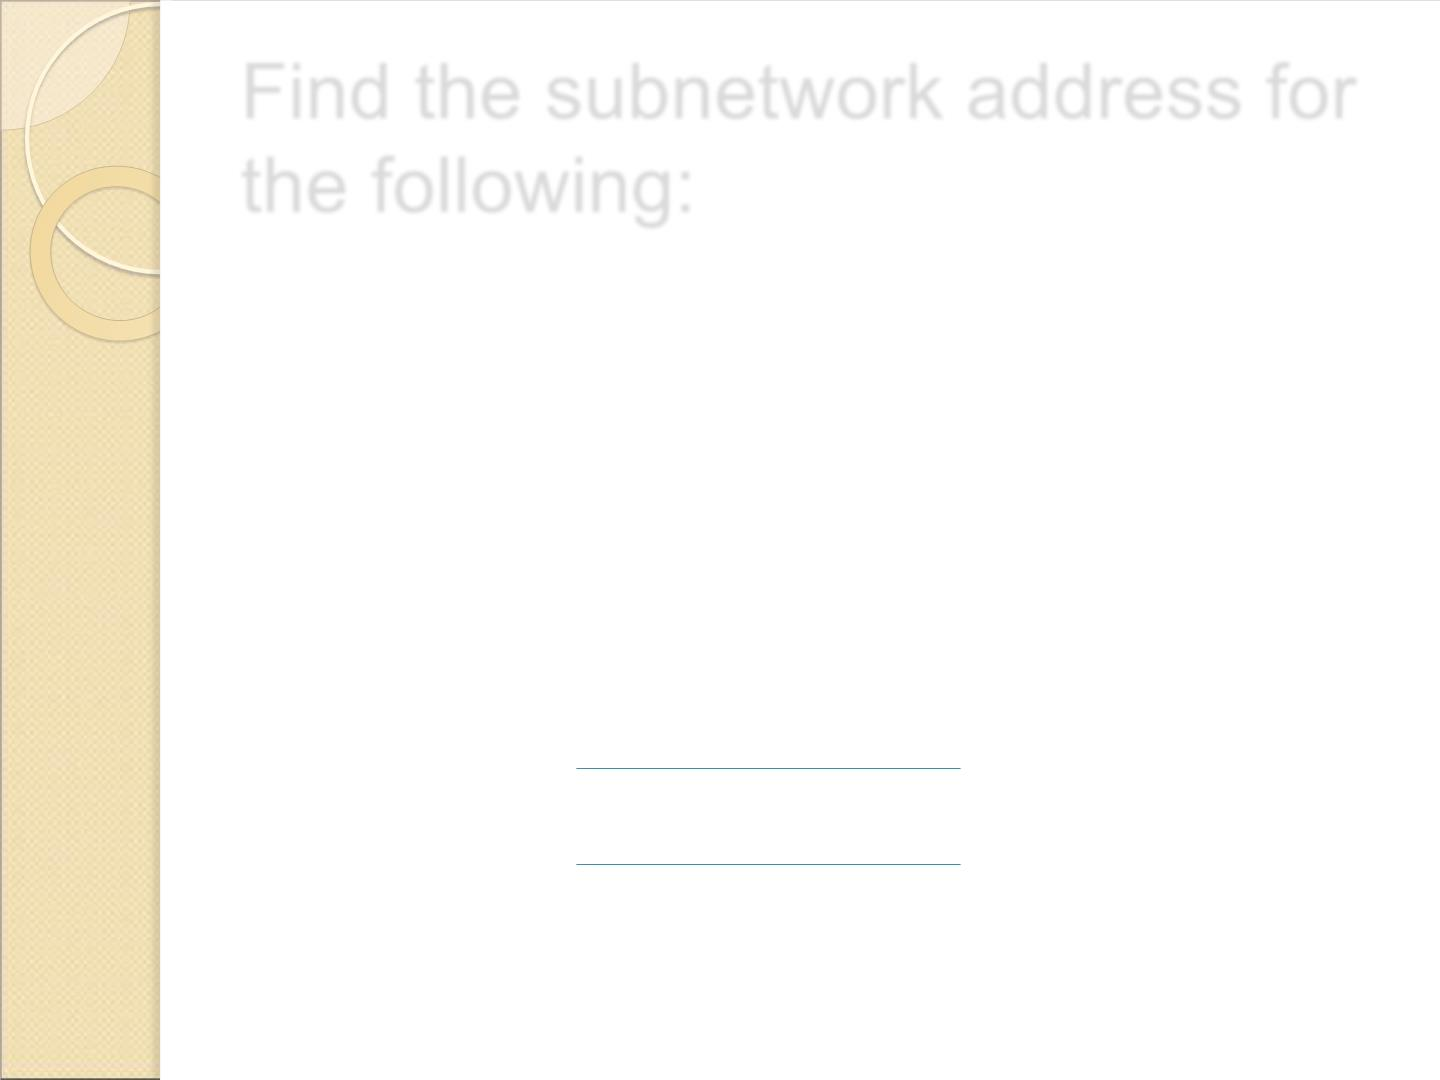 Find the subnetwork address for
the following: